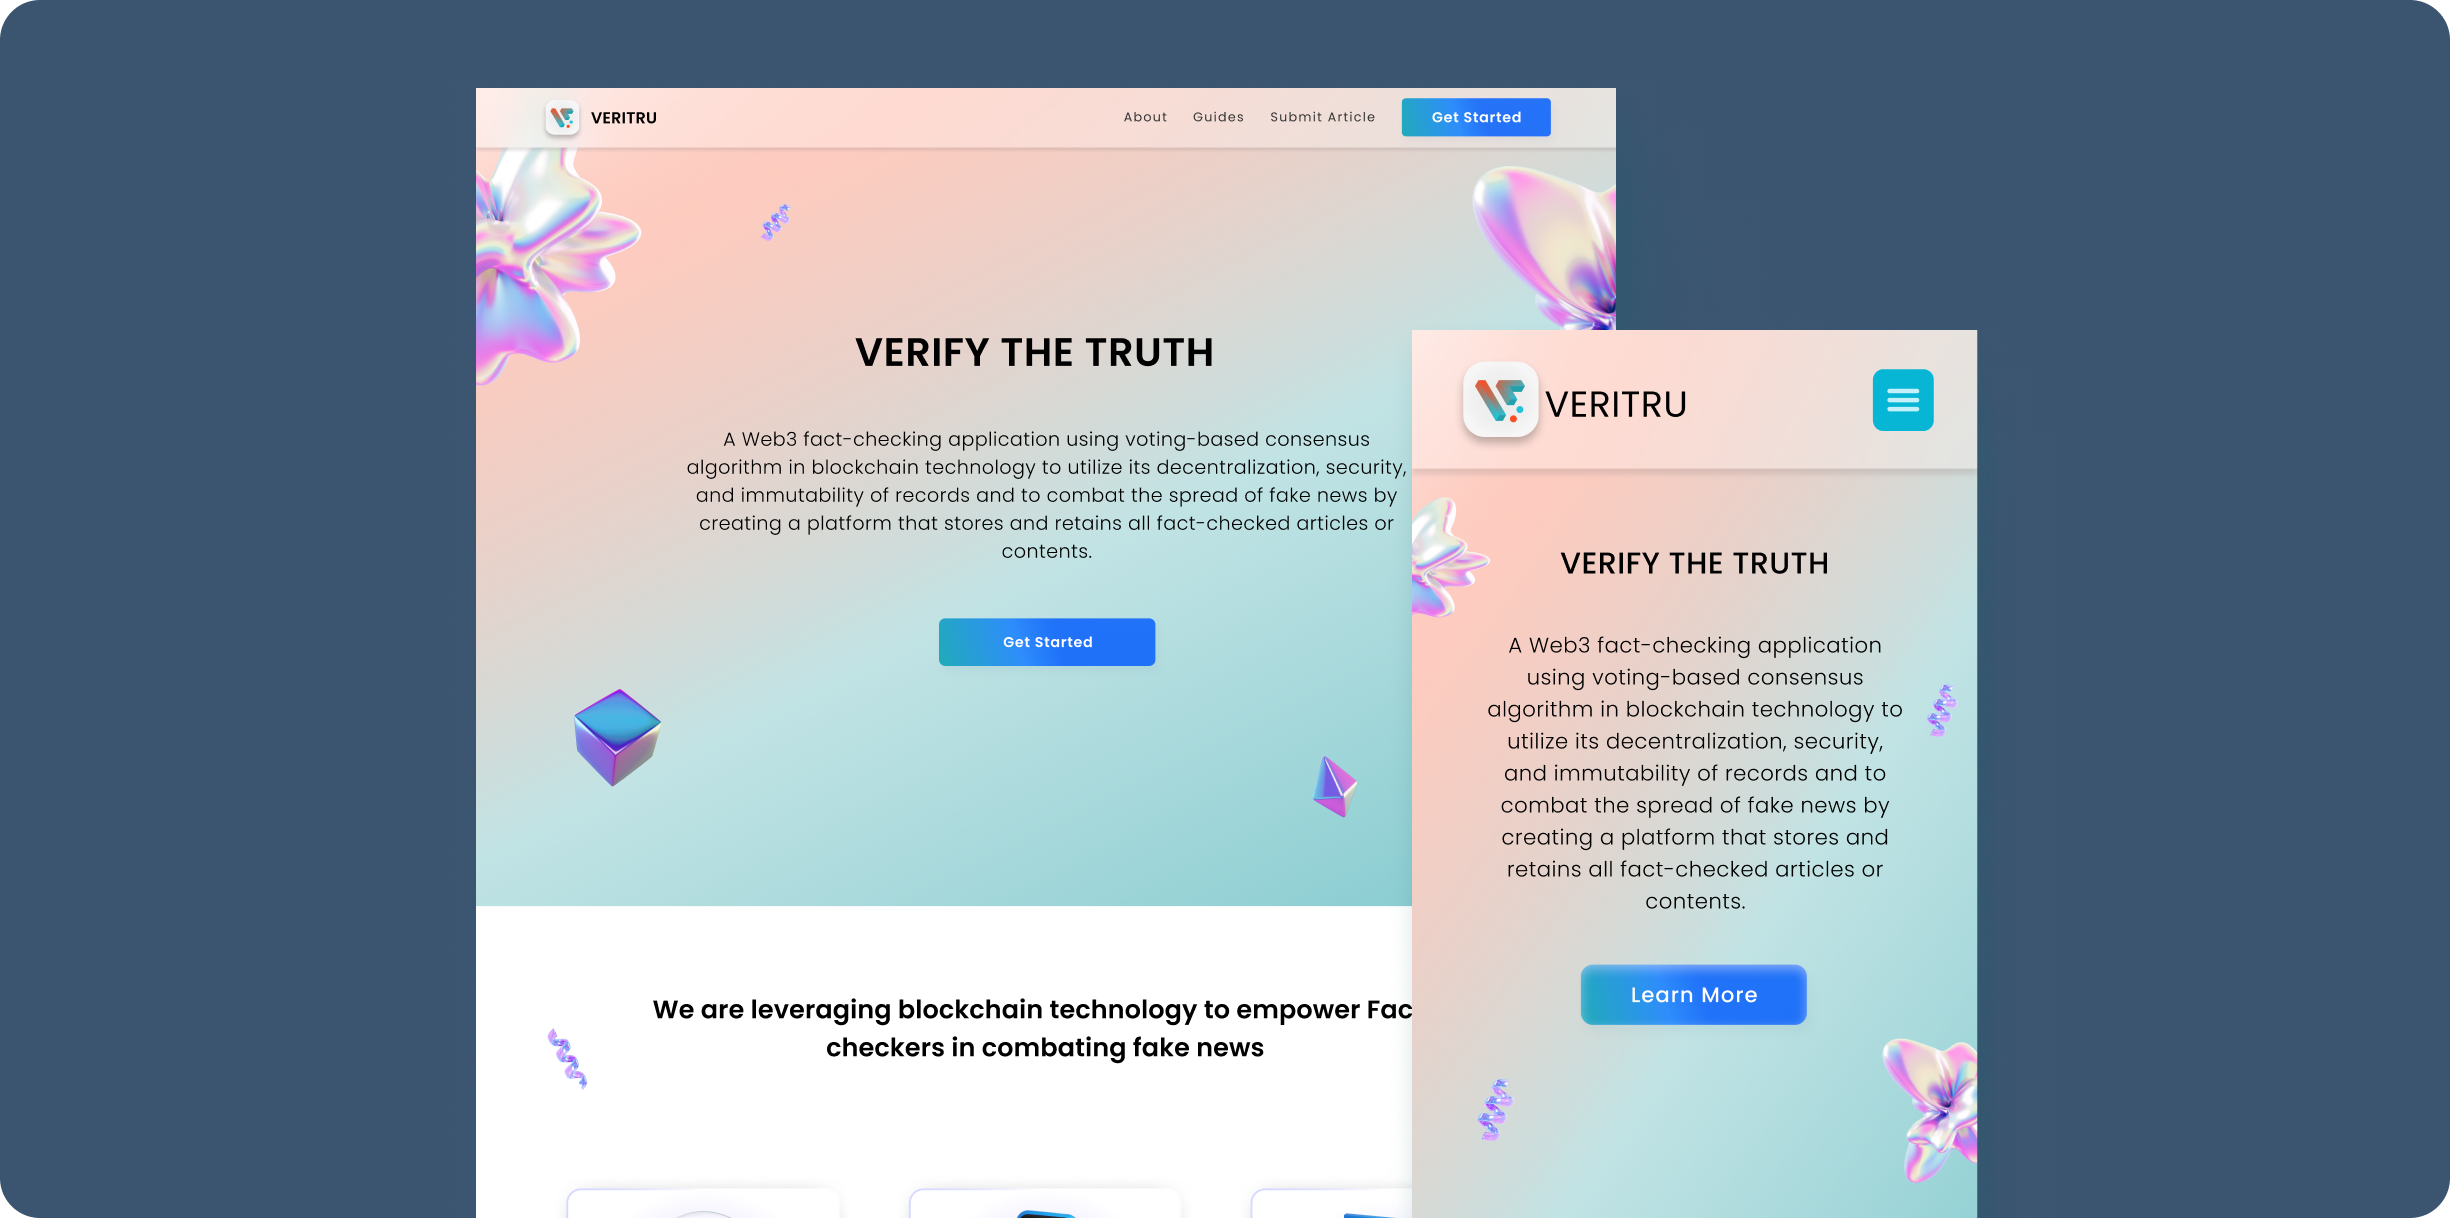 VERITRU
About
Guides
Submit Article
Get Started
VERIFY THE TRUTH
A Web3 fact-checking application using voting-based consensus
algorithm in blockchain technology to utilize its decentralization, security,
and immutability of records and to combat the spread of fake news by
creating a platform that stores and retains all fact-checked articles or
contents.
Get Started
We are leveraging blockchain technology to empower
checkers in combating fake news
VERITRU
VERIFY THE TRUTH
A Web3 fact-checking application
using voting-based consensus
algorithm in blockchain technology to
utilize its decentralization, security,
and immutability of records and to
combat the spread of fake news by
creating a platform that stores and
retains all fact-checked articles or
contents.
Learn More